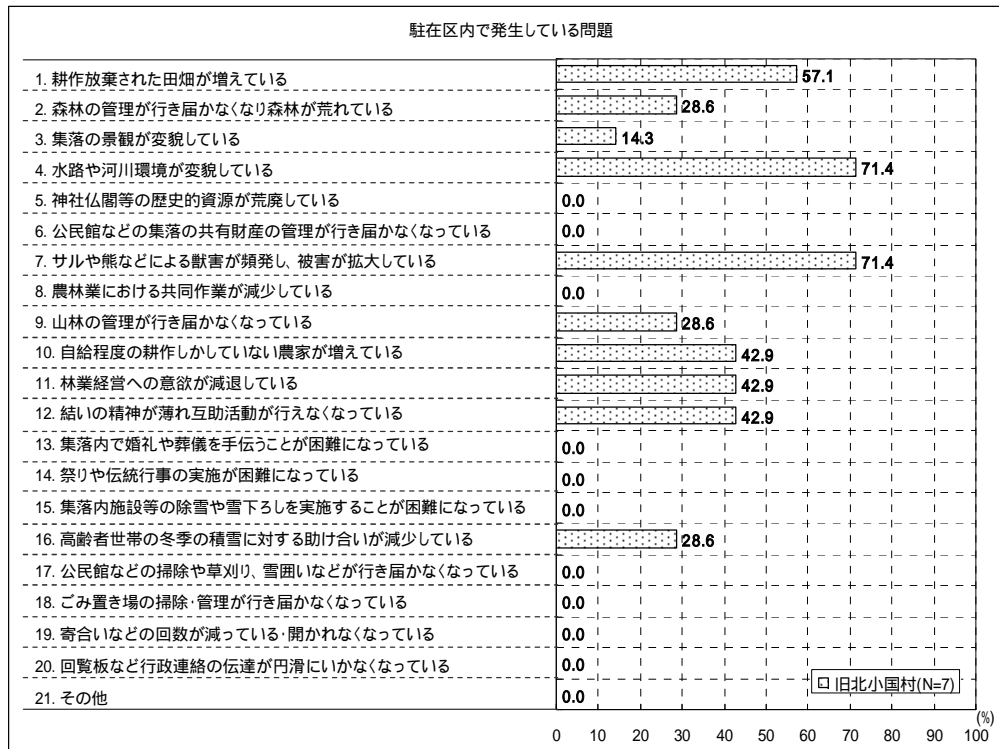 駐在区内で発生している問題
1. 耕作放棄された田畑が増えている 57.1
2. 森林の管理が行き届かなくなり森林が荒れている 28.6
3. 集落の景観が変貌している 14.3
4. 水路や河川環境が変貌している 71.4
5. 神社仏閣等の歴史的資源が荒廃している 0.0
6. 公民館などの集落の共有財産の管理が行き届かなくなっている 0.0
7. サルや熊などによる獣害が頻発し、被害が拡大している 71.4
8. 農林業における共同作業が減少している 0.0
9. 山林の管理が行き届かなくなっている 28.6
10. 自給程度の耕作しかしていない農家が増えている 42.9
11. 林業経営への意欲が減退している 42.9
12. 結いの精神が薄れ互助活動が行えなくなっている 42.9
13. 集落内で婚礼や葬儀を手伝うことが困難になっている 0.0
14. 祭りや伝統行事の実施が困難になっている 0.0
15. 集落内施設等の除雪や雪下ろしを実施することが困難になっている 0.0
16. 高齢者世帯の冬季の積雪に対する助け合いが減少している 28.6
17. 公民館などの掃除や草刈り、雪囲いなどが行き届かなくなっている 0.0
18. ごみ置き場の掃除・管理が行き届かなくなっている 0.0
19. 寄合いなどの回数が減っている・開かれなくなっている 0.0
20. 回覧板など行政連絡の伝達が円滑にいかなくなっている 0.0
旧北小国村(N=7)
21. その他 0.0
(%)
0 10 20 30 40 50 60 70 80 90 100